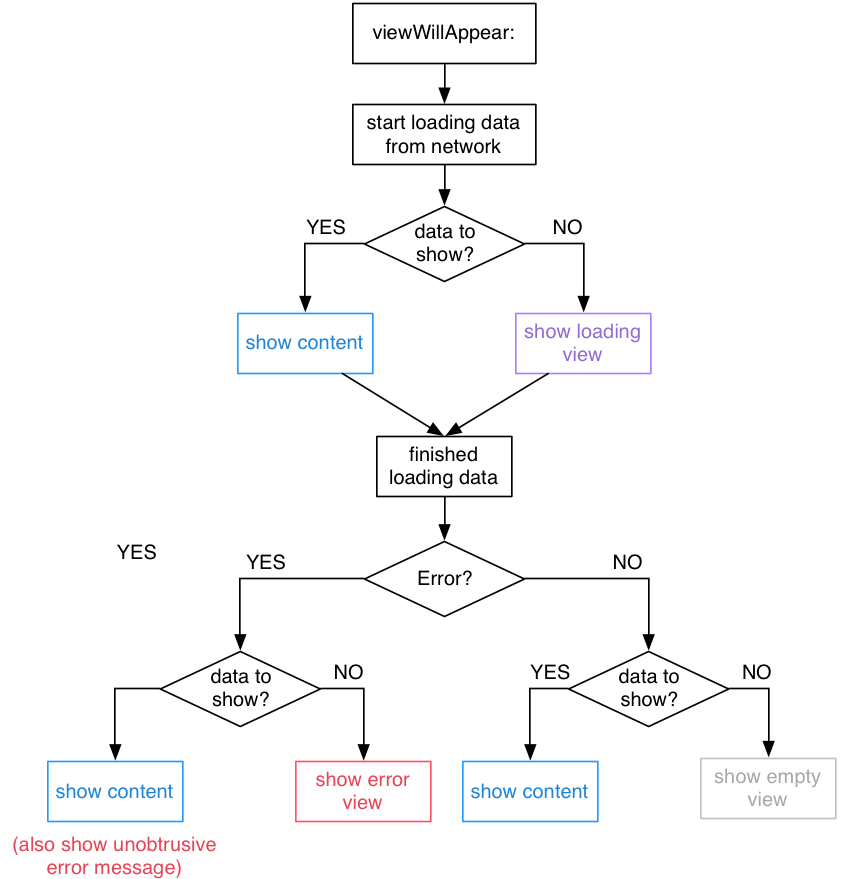 viewWillAppear:
start loading data
from network
YES
NO
data to
show?
show content
show loading
view
finished
loading data
YES
YES
Error?
NO
data to
show?
NO
YES
data to
show?
NO
show content
show error
view
show content
show empty
view
(also show unobtrusive
error message)